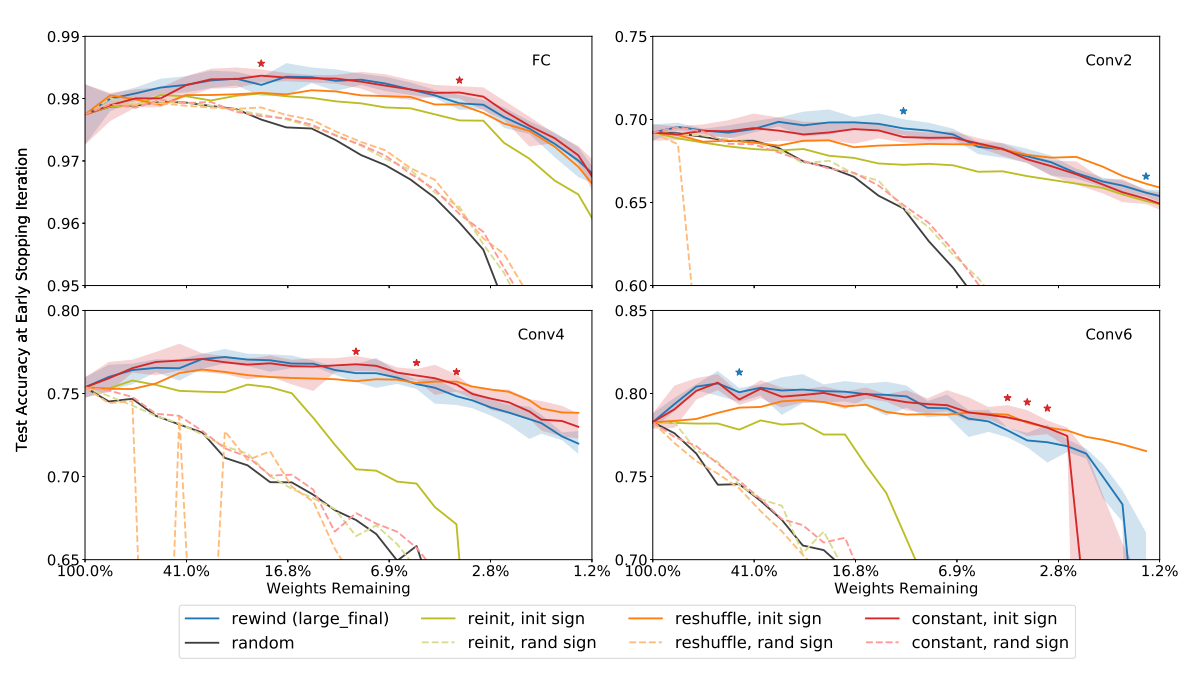 Test Accuracy at Early Stopping Iteration
0.99
0.98
0.97
0.96
0.95
FC
0.75
0.70
0.65
0.60
Conv2
0.80
0.75
0.70
0.65
Conv4
100.0% 41.0% 16.8% 6.9% 2.8% 1.2%
Weights Remaining
0.85
0.80
0.75
0.70
Conv6
100.0% 41.0% 16.8% 6.9% 2.8% 1.2%
Weights Remaining
rewind (large_final) reinit, init sign reshuffle, init sign constant, init sign
random reinit, rand sign reshuffle, rand sign constant, rand sign